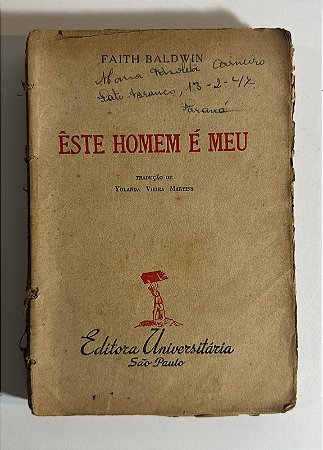 FAITH BALDWIN
Maria Carneiro
Pato Branco, 13-2-47
Paraná
ÊSTE HOMEM É MEU
TRADUÇÃO DE
YOLANDA VIEIRA MARTINS
Editora Universitária
São Paulo